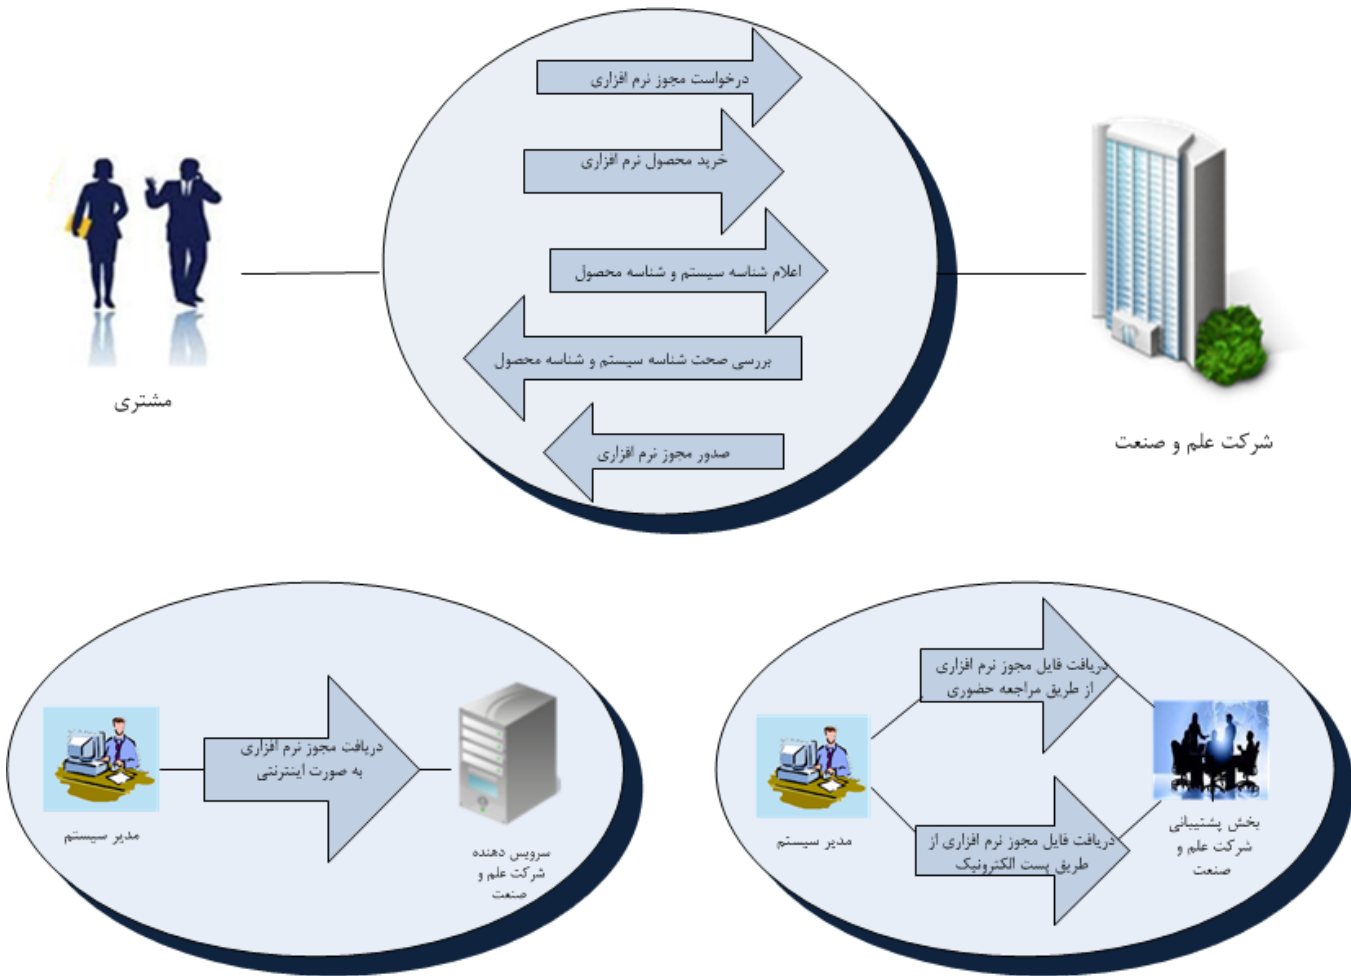 درخواست مجوز نرم افزاری
خرید محصول نرم افزاری
اعلام شناسه سیستم و شناسه محصول
بررسی صحت شناسه سیستم و شناسه محصول
صدور مجوز نرم افزاری
مشتری
شرکت علم و صنعت
دریافت فایل مجوز نرم افزاری
از طریق مراجعه حضوری
دریافت فایل مجوز نرم افزاری از
طریق پست الکترونیک
مدیر سیستم
بخش پشتیبانی
شرکت علم و
صنعت
دریافت مجوز نرم افزاری
به صورت اینترنتی
مدیر سیستم
سرویس دهنده
شرکت علم و
صنعت